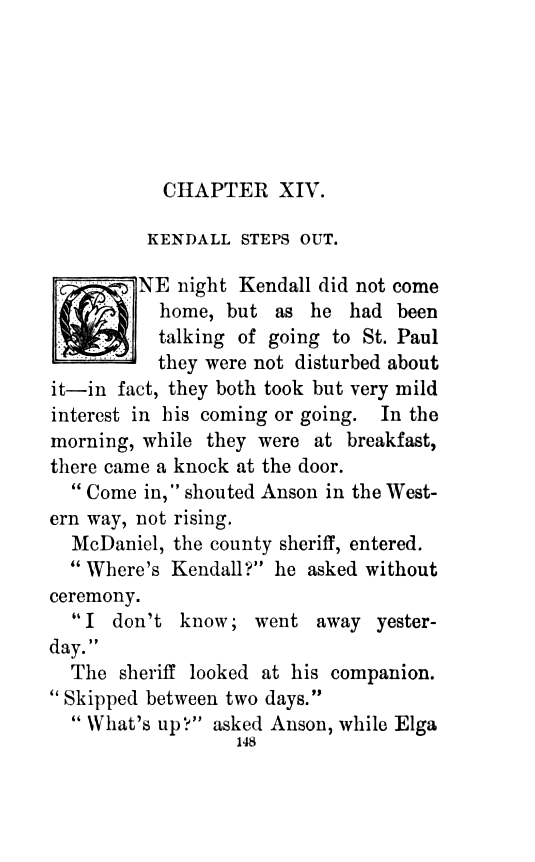 CHAPTER XIV.
KENDALL STEPS OUT.
ONE night Kendall did not come
home, but as he had been
talking of going to St. Paul
they were not disturbed about
it—in fact, they both took but very mild
interest in his coming or going. In the
morning, while they were at breakfast,
there came a knock at the door.
"Come in," shouted Anson in the West-
ern way, not rising.
McDaniel, the county sheriff, entered.
"Where's Kendall?" he asked without
ceremony.
"I don't know; went away yester-
day."
The sheriff looked at his companion.
"Skipped between two days."
"What's up?" asked Anson, while Elga
148